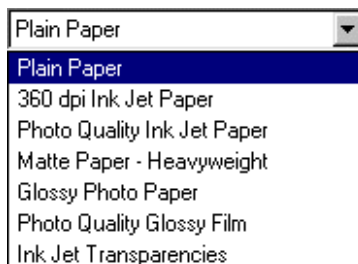 Plain Paper
Plain Paper
360 dpi Ink Jet Paper
Photo Quality Ink Jet Paper
Matte Paper - Heavyweight
Glossy Photo Paper
Photo Quality Glossy Film
Ink Jet Transparencies